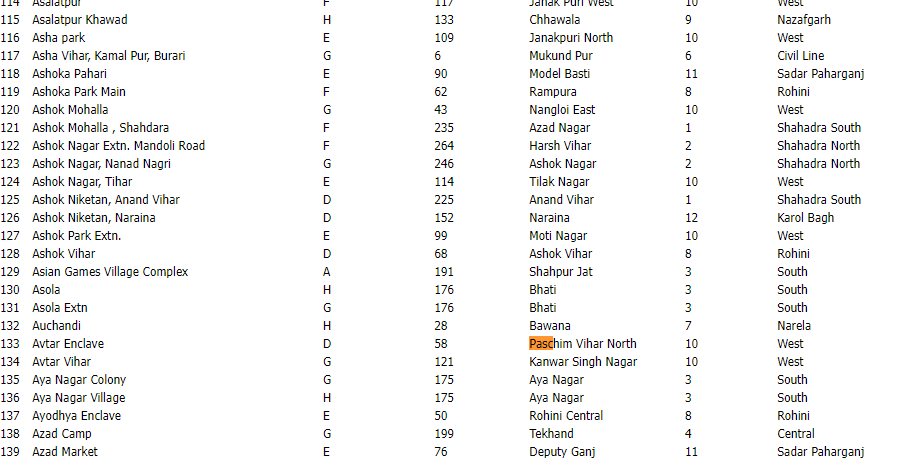 114 Asalatpur F 117 Janak Puri West 10 West
115 Asalatpur Khawad H 133 Chhawala 9 Nazafgarh
116 Asha park E 109 Janakpuri North 10 West
117 Asha Vihar, Kamal Pur, Burari G 6 Mukund Pur 6 Civil Line
118 Ashoka Pahari E 90 Model Basti 11 Sadar Paharganj
119 Ashoka Park Main F 62 Rampura 8 Rohini
120 Ashok Mohalla G 43 Nangloi East 10 West
121 Ashok Mohalla , Shahdara F 235 Azad Nagar 1 Shahadra South
122 Ashok Nagar Extn. Mandoli Road F 264 Harsh Vihar 2 Shahadra North
123 Ashok Nagar, Nanad Nagri G 246 Ashok Nagar 2 Shahadra North
124 Ashok Nagar, Tihar E 114 Tilak Nagar 10 West
125 Ashok Niketan, Anand Vihar D 225 Anand Vihar 1 Shahadra South
126 Ashok Niketan, Naraina D 152 Naraina 12 Karol Bagh
127 Ashok Park Extn. E 99 Moti Nagar 10 West
128 Ashok Vihar D 68 Ashok Vihar 8 Rohini
129 Asian Games Village Complex A 191 Shahpur Jat 3 South
130 Asola H 176 Bhati 3 South
131 Asola Extn G 176 Bhati 3 South
132 Auchandi H 28 Bawana 7 Narela
133 Avtar Enclave D 58 Paschim Vihar North 10 West
134 Avtar Vihar G 121 Kanwar Singh Nagar 10 West
135 Aya Nagar Colony G 175 Aya Nagar 3 South
136 Aya Nagar Village H 175 Aya Nagar 3 South
137 Ayodhya Enclave E 50 Rohini Central 8 Rohini
138 Azad Camp G 199 Tekhand 4 Central
139 Azad Market E 76 Deputy Ganj 11 Sadar Paharganj